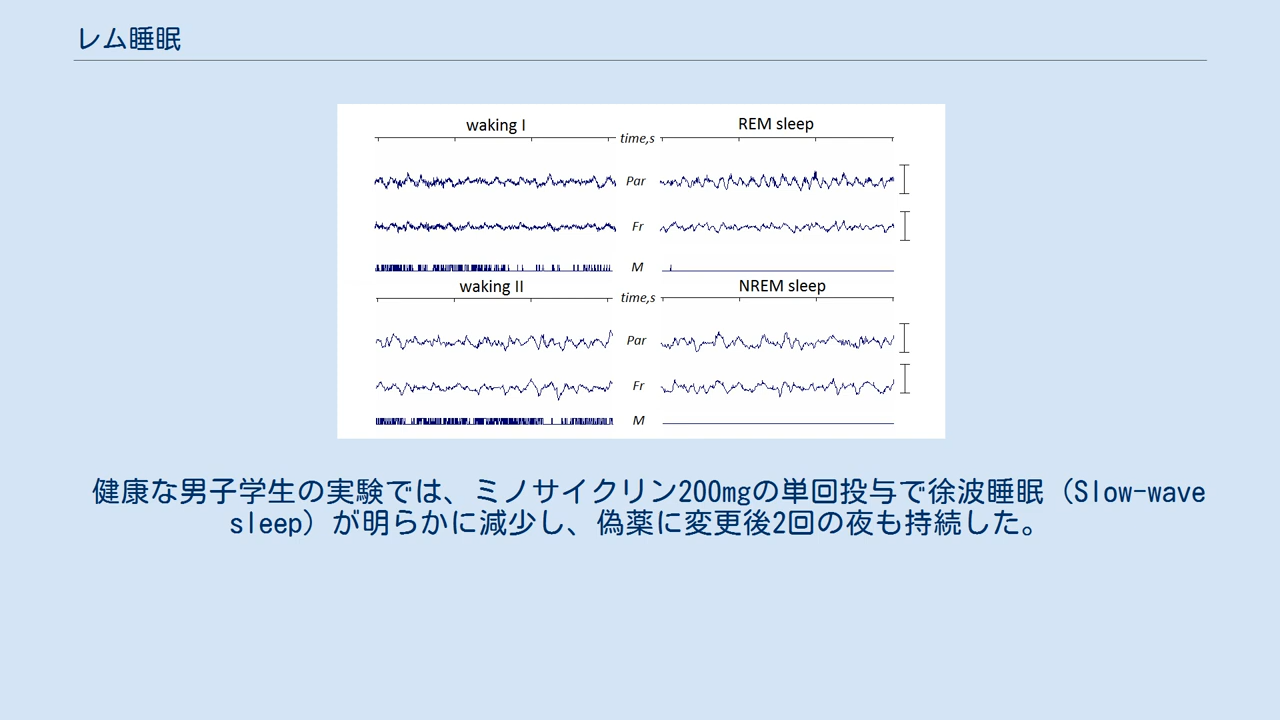 レム睡眠
waking I
REM sleep
time,s
Par
Fr
M
waking II
NREM sleep
time,s
Par
Fr
M
健康な男子学生の実験では、ミノサイクリン200mgの単回投与で徐波睡眠（Slow-wave
sleep）が明らかに減少し、偽薬に変更後2回の夜も持続した。